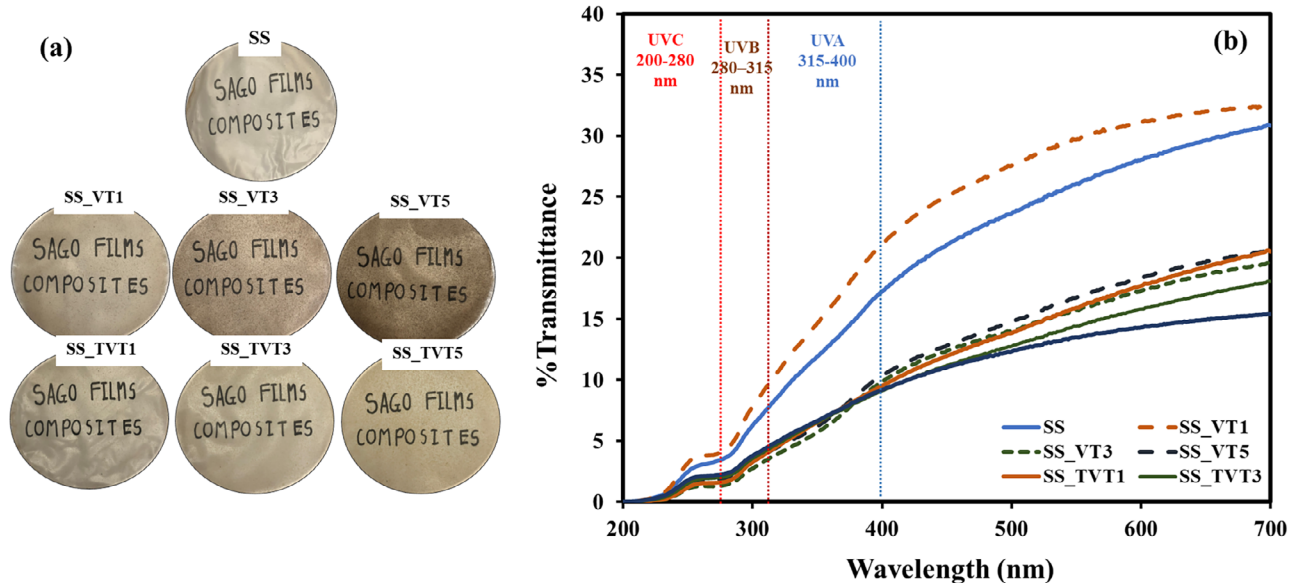 (a)
SS
SAGO FILMS
COMPOSITES
SS_VT1
SS_VT3
SS_VT5
SAGO FILMS
COMPOSITES
SAGO FILMS
COMPOSITES
SAGO FILMS
COMPOSITES
SS_TVT1
SS_TVT3
SS_TVT5
SAGO FILMS
COMPOSITES
SAGO FILMS
COMPOSITES
SAGO FILMS
COMPOSITES
(b)
%Transmittance
40
35
30
25
20
15
10
5
0
UVC
200-280
nm
UVB
280–315
nm
UVA
315-400
nm
SS
SS_VT1
SS_VT3
SS_VT5
SS_TVT1
SS_TVT3
200 300 400 500 600 700
Wavelength (nm)